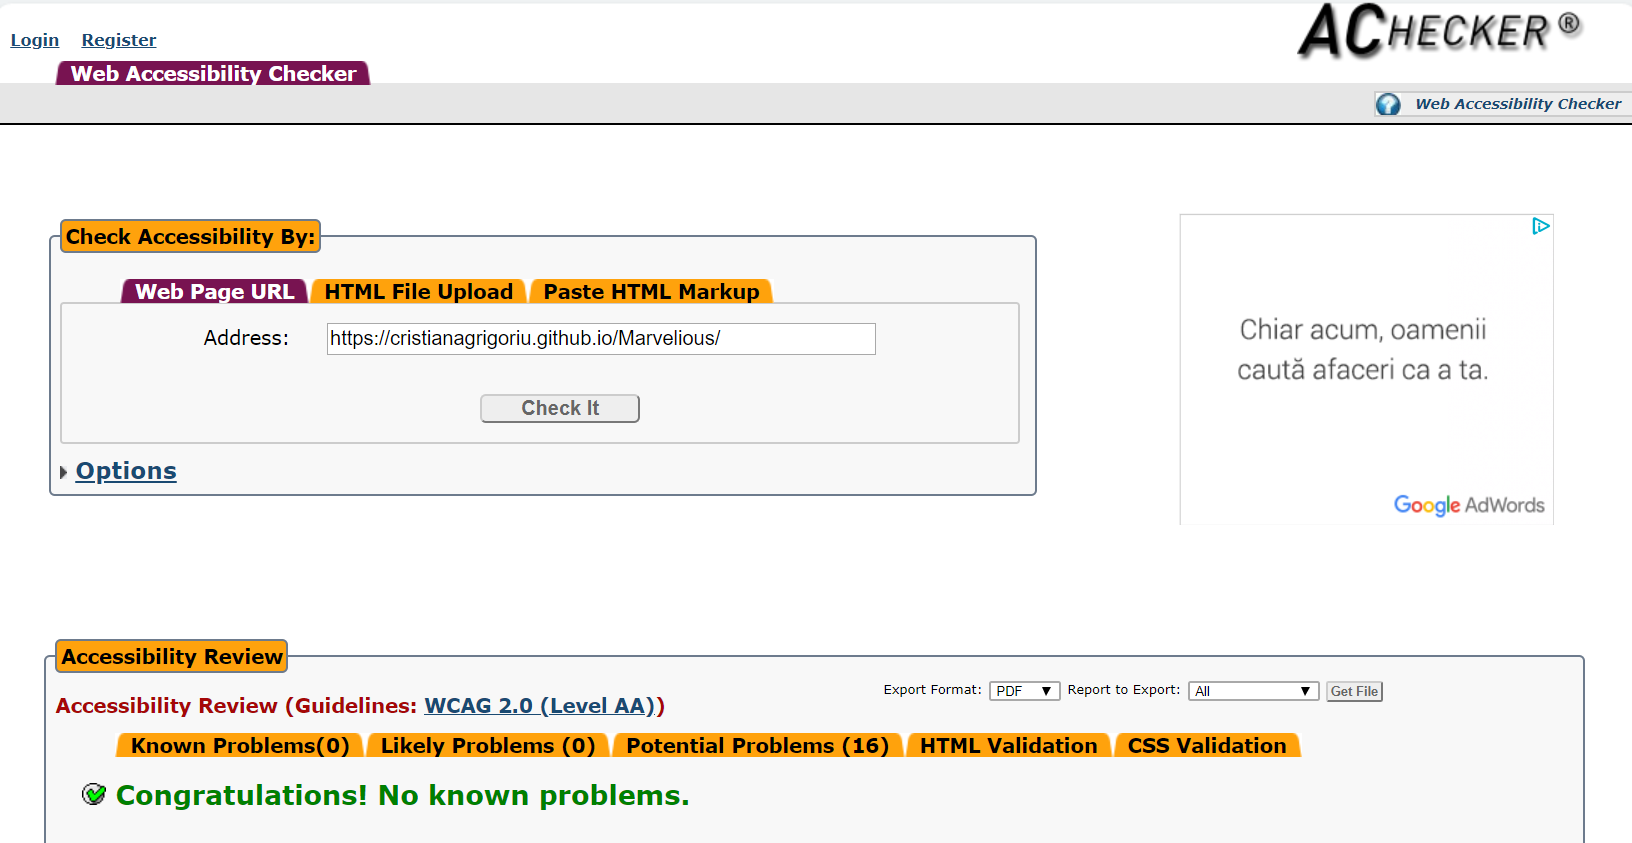 Login Register
ACHECKER ®
Web Accessibility Checker
Web Accessibility Checker
Check Accessibility By:
Web Page URL HTML File Upload Paste HTML Markup
Address: https://cristianagrigoriu.github.io/Marvelious/
Check It
Options
Chiar acum, oamenii
caută afaceri ca a ta.
Google AdWords
Accessibility Review
Export Format: PDF Report to Export: All Get File
Accessibility Review (Guidelines: WCAG 2.0 (Level AA))
Known Problems(0) Likely Problems (0) Potential Problems (16) HTML Validation CSS Validation
Congratulations! No known problems.